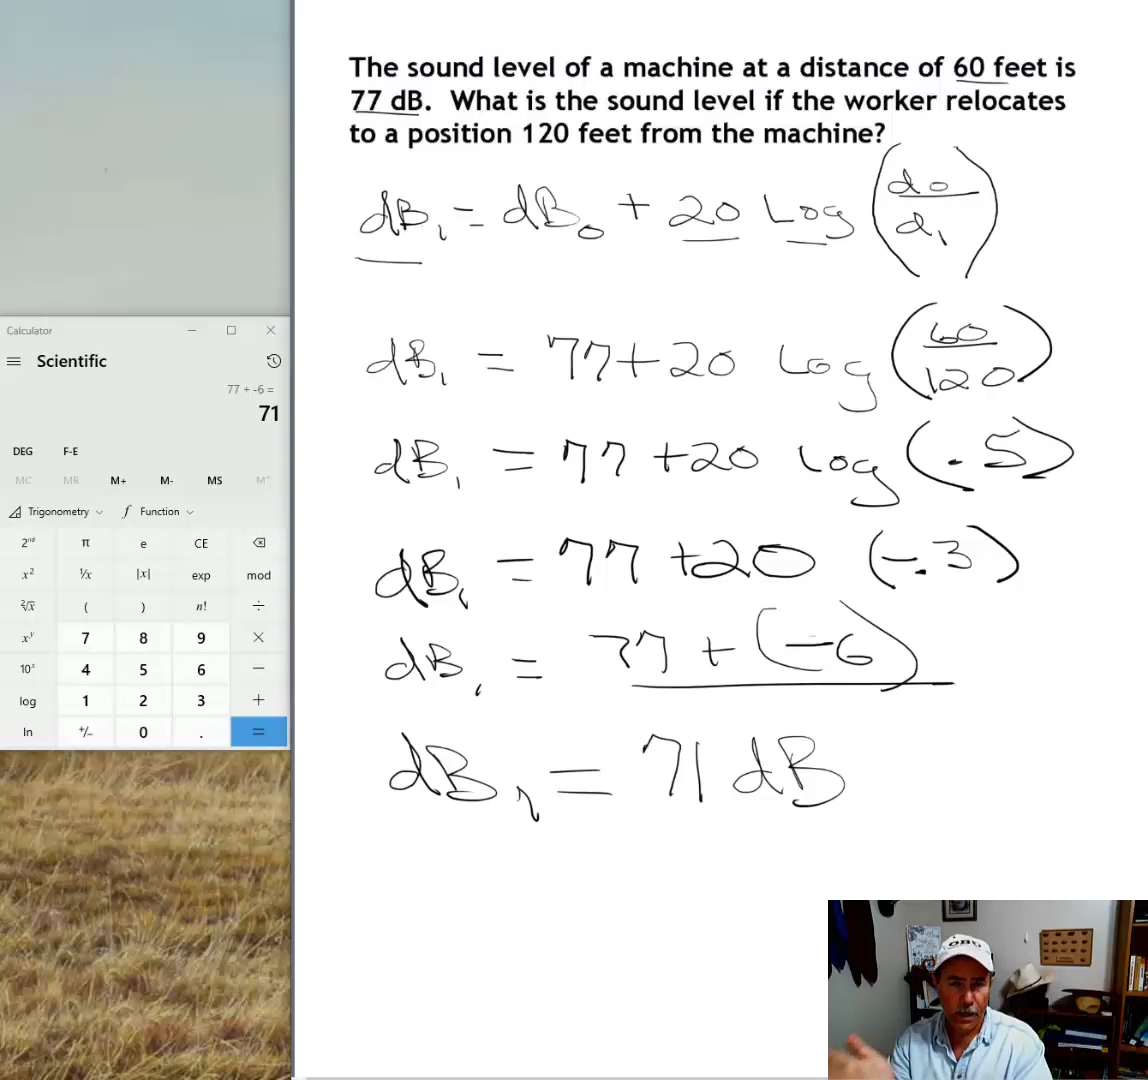 The sound level of a machine at a distance of 60 feet is
77 dB. What is the sound level if the worker relocates
to a position 120 feet from the machine?
dB₁ = dB₀ + 20 Log (d₀/d₁)
dB₁ = 77 + 20 Log (60/120)
dB₁ = 77 + 20 log (.5)
dB₁ = 77 + 20 (-.3)
dB₁ = 77 + (-6)
dB₁ = 71 dB
Calculator
Scientific
77 + -6 =
71
DEG F-E
MC MR M+ M- MS M˅
Trigonometry f Function
2ⁿᵈ π e CE
x² ¹/x |x| exp mod
²√x ( ) n! ÷
xʸ 7 8 9 ×
10ˣ 4 5 6 −
log 1 2 3 +
ln +/- 0 . =
OBU